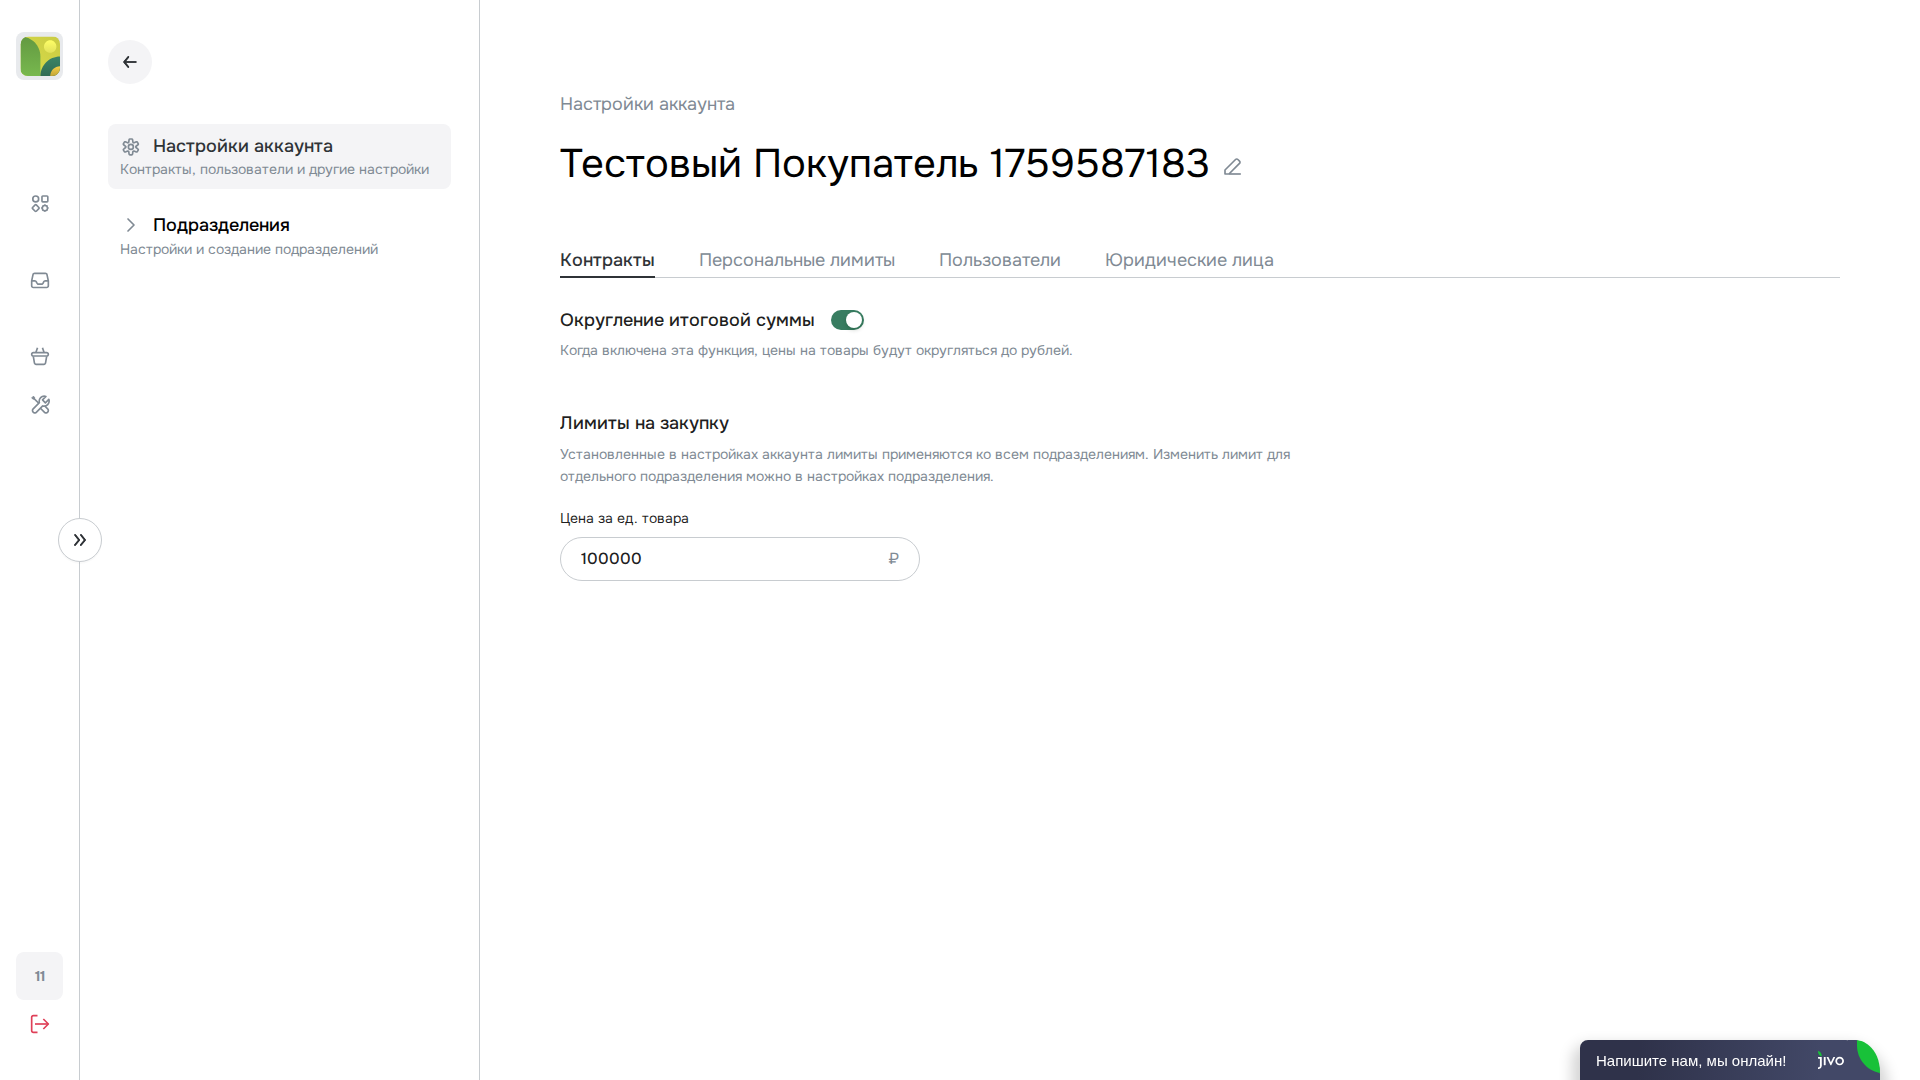 Настройки аккаунта
Контракты, пользователи и другие настройки
Подразделения
Настройки и создание подразделений
11
Настройки аккаунта
Тестовый Покупатель 1759587183
Контракты Персональные лимиты Пользователи Юридические лица
Округление итоговой суммы
Когда включена эта функция, цены на товары будут округляться до рублей.
Лимиты на закупку
Установленные в настройках аккаунта лимиты применяются ко всем подразделениям. Изменить лимит для
отдельного подразделения можно в настройках подразделения.
Цена за ед. товара
100000 ₽
Напишите нам, мы онлайн! jivo